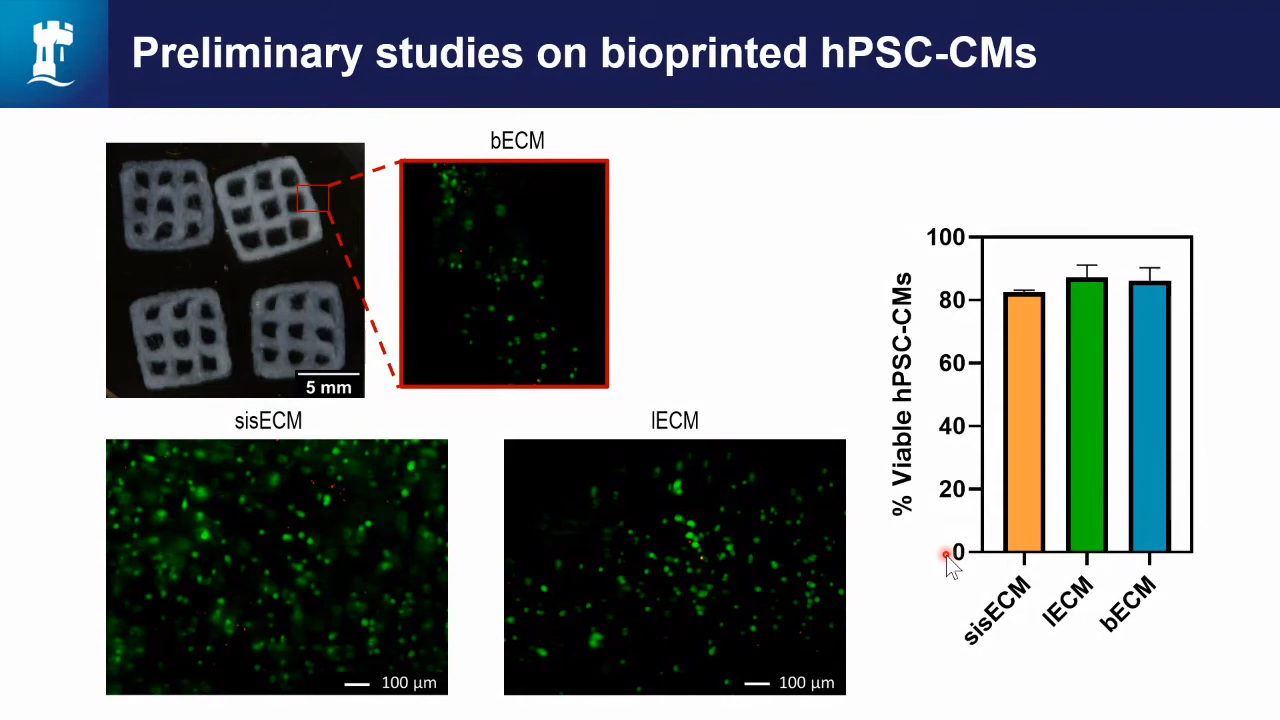 Preliminary studies on bioprinted hPSC-CMs
bECM
5 mm
sisECM
lECM
100 µm
100 µm
% Viable hPSC-CMs
100
80
60
40
20
0
sisECM
lECM
bECM